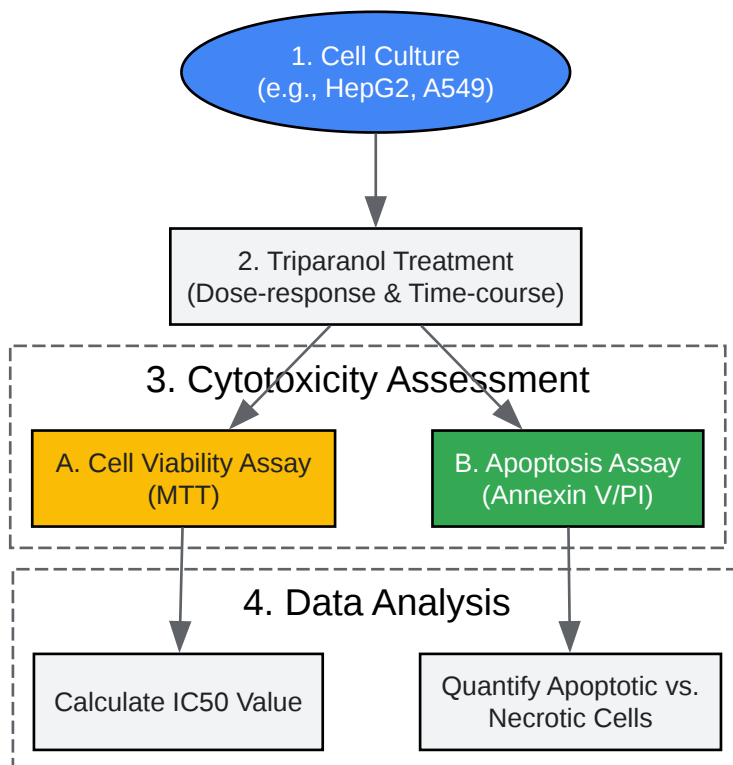 1. Cell Culture
(e.g., HepG2, A549)
2. Triparanol Treatment
(Dose-response & Time-course)
3. Cytotoxicity Assessment
A. Cell Viability Assay
(MTT)
B. Apoptosis Assay
(Annexin V/PI)
4. Data Analysis
Calculate IC50 Value
Quantify Apoptotic vs.
Necrotic Cells